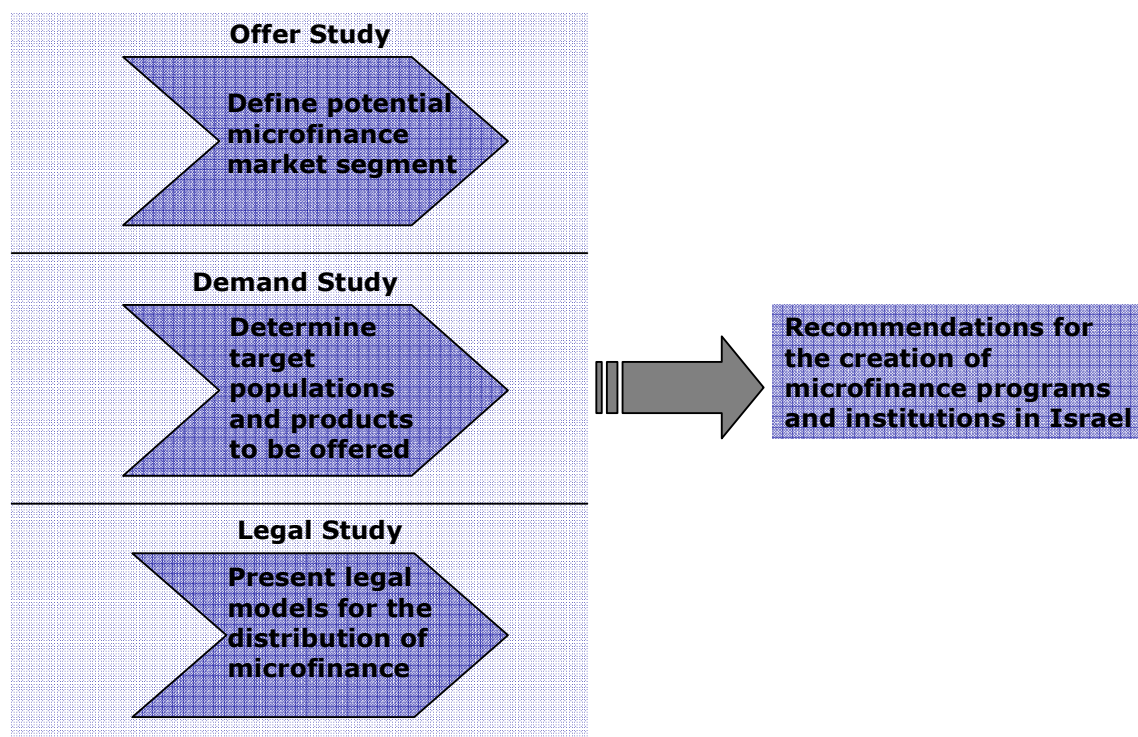 Offer Study
Define potential
microfinance
market segment
Demand Study
Determine
target
populations
and products
to be offered
Recommendations for
the creation of
microfinance programs
and institutions in Israel
Legal Study
Present legal
models for the
distribution of
microfinance